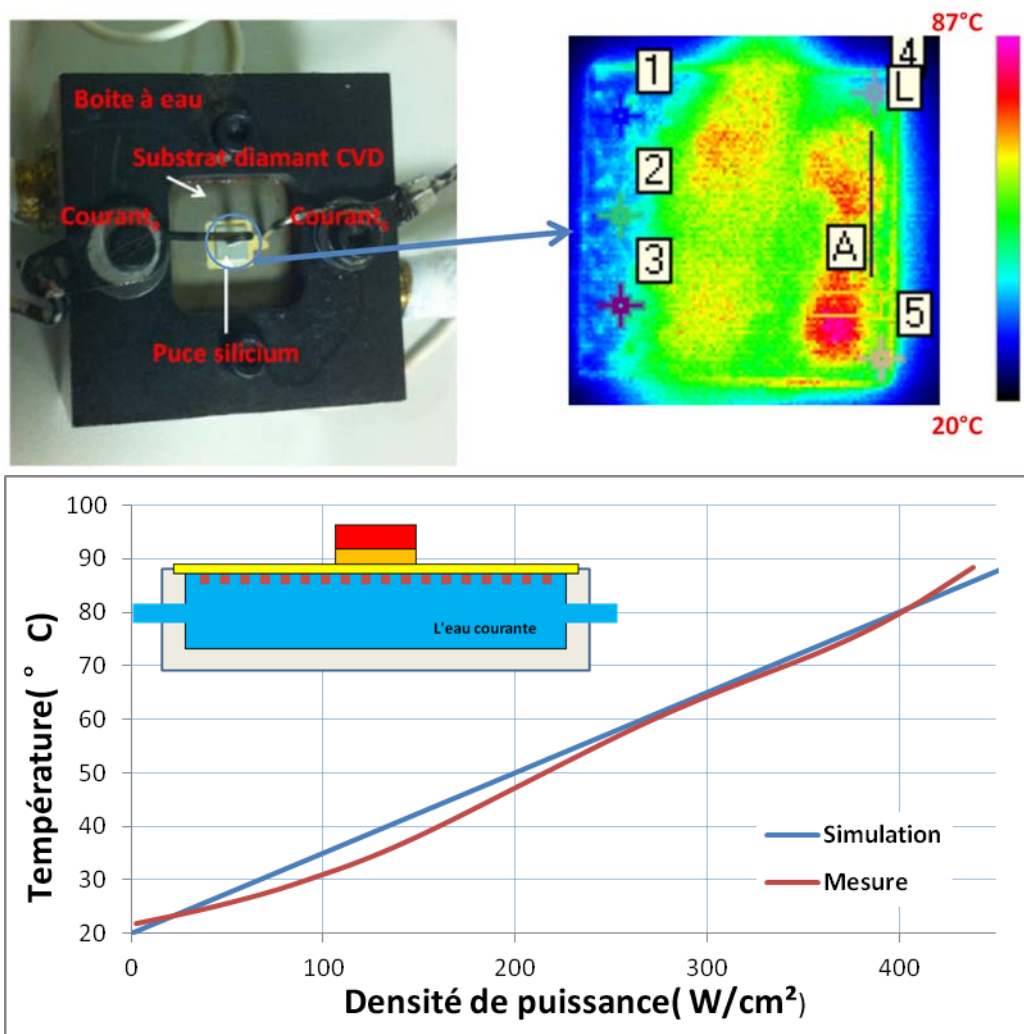 Boite à eau
Substrat diamant CVD
Courant
Courant
Puce silicium
87°C
1
4
L
2
3
A
5
20°C
100
90
80
70
60
50
40
30
20
L'eau courante
Simulation
Mesure
0
100
200
300
400
Température( ° C)
Densité de puissance( W/cm²)